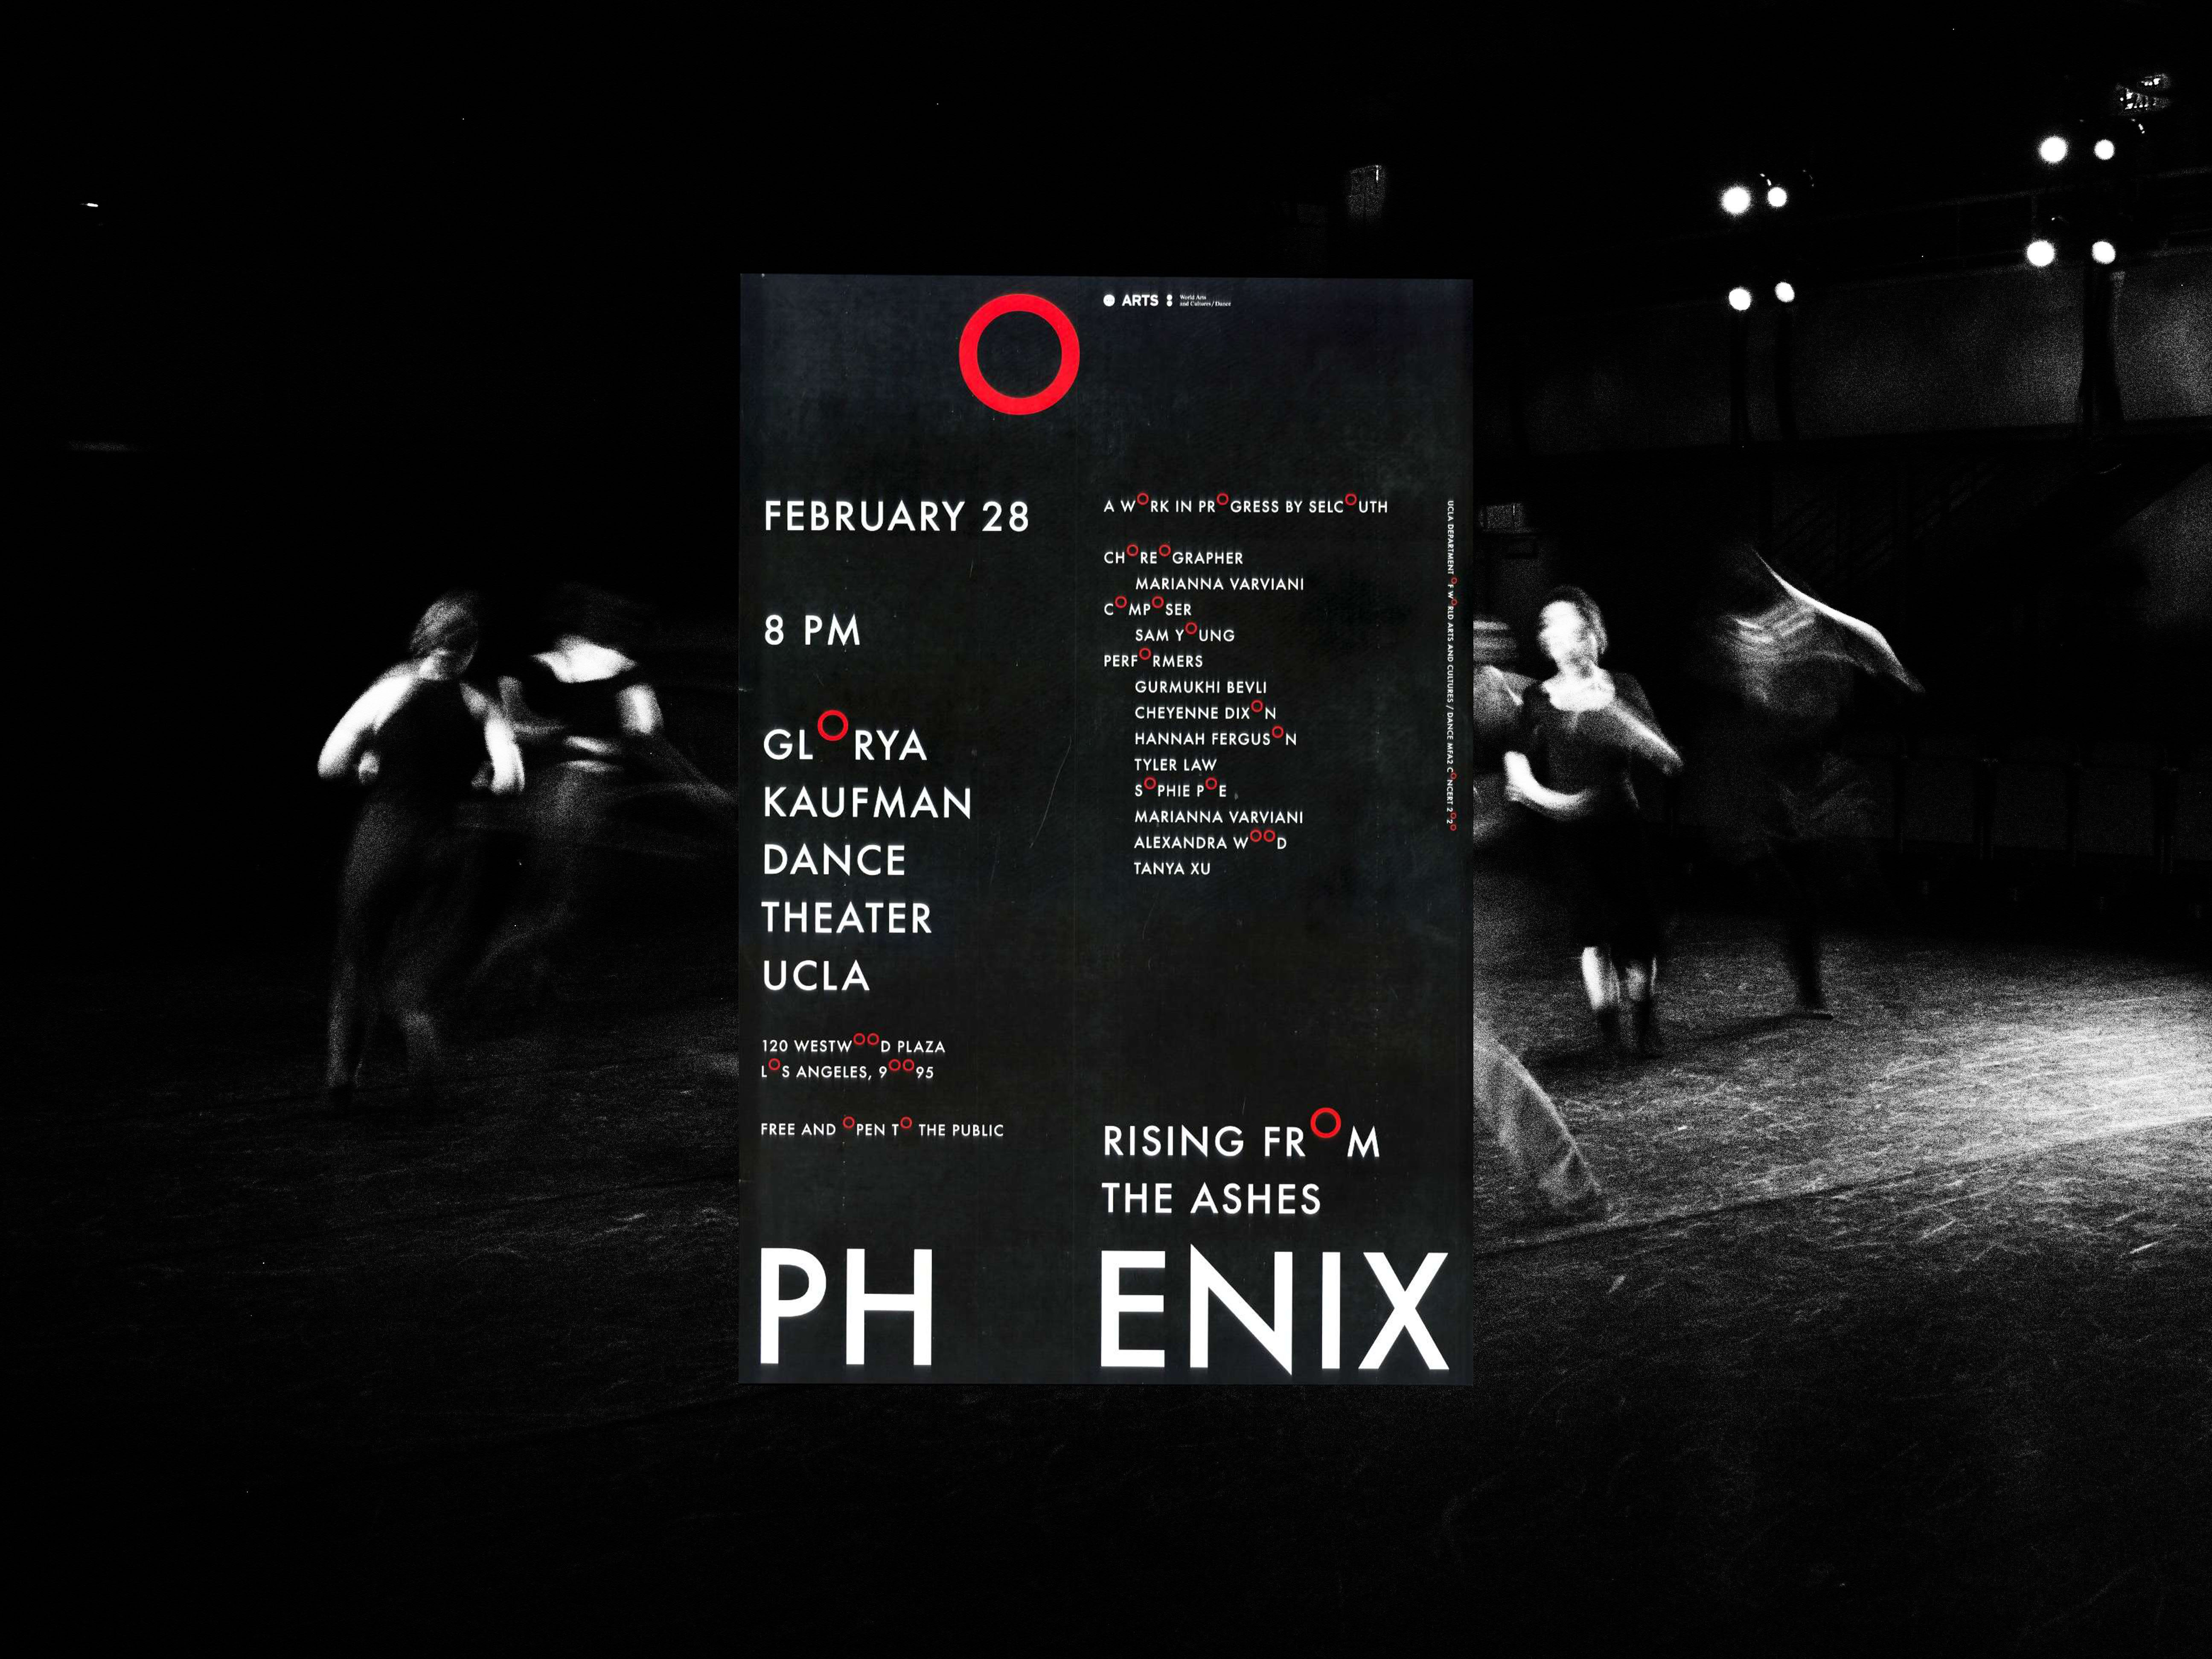 ARTS
World Arts
and Cultures / Dance
FEBRUARY 28
8 PM
GLORYA
KAUFMAN
DANCE
THEATER
UCLA
120 WESTWOOD PLAZA
LOS ANGELES, 90095
FREE AND OPEN TO THE PUBLIC
A WORK IN PROGRESS BY SELCOUTH
CHOREOGRAPHER
MARIANNA VARVIANI
COMPOSER
SAM YOUNG
PERFORMERS
GURMUKHI BEVLI
CHEYENNE DIXON
HANNAH FERGUSON
TYLER LAW
SOPHIE POE
MARIANNA VARVIANI
ALEXANDRA WOOD
TANYA XU
UCLA DEPARTMENT OF WORLD ARTS AND CULTURES / DANCE MFA2 CONCERT 2020
RISING FROM
THE ASHES
PHOENIX